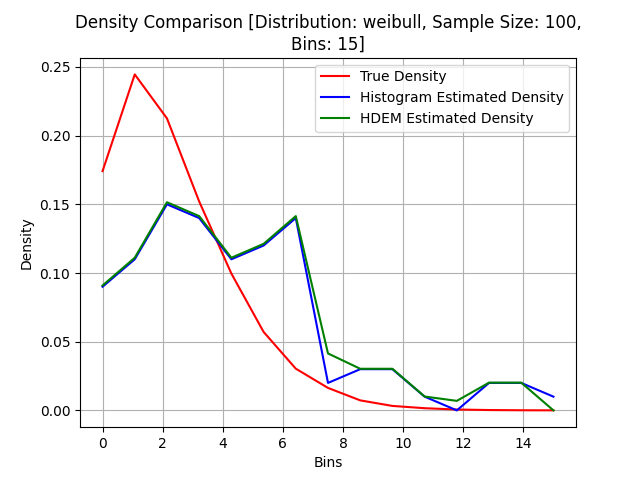 Density Comparison [Distribution: weibull, Sample Size: 100,
Bins: 15]
True Density
Histogram Estimated Density
HDEM Estimated Density
Density
0.25
0.20
0.15
0.10
0.05
0.00
0 2 4 6 8 10 12 14
Bins